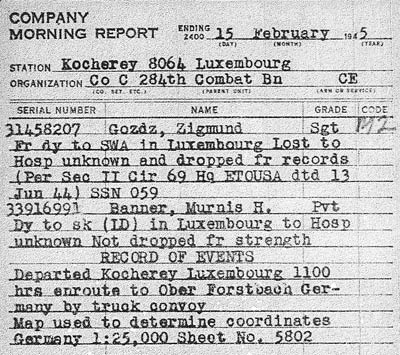 COMPANY
MORNING REPORT ENDING 2400 15 February 1945
(DAY) (MONTH) (YEAR)
STATION Kocherey 8064 Luxembourg
ORGANIZATION Co C 284th Combat Bn CE
(CO. BET. ETC.) (PARENT UNIT) (ARM OR SERVICE)
SERIAL NUMBER NAME GRADE CODE
31458207 Gozdz, Zigmund Sgt M2
Fr dy to SWA in Luxembourg Lost to
Hosp unknown and dropped fr records
(Per Sec II Cir 69 Hq ETOUSA dtd 13
Jun 44) SSN 059
33916991 Banner, Murnis H. Pvt
Dy to sk (LD) in Luxembourg to Hosp
unknown Not dropped fr strength
RECORD OF EVENTS
Departed Kocherey Luxembourg 1100
hrs enroute to Ober Forstbach Ger-
many by truck convoy
Map used to determine coordinates
Germany 1:25,000 Sheet No. 5802